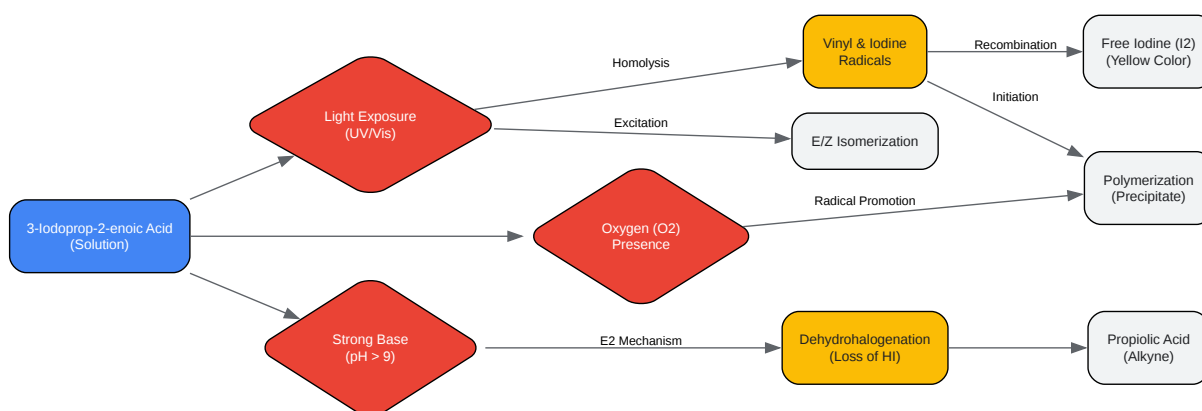 Vinyl & Iodine
Radicals
Recombination
Free Iodine (I2)
(Yellow Color)
Homolysis
Light Exposure
(UV/Vis)
Initiation
Excitation
E/Z Isomerization
Polymerization
(Precipitate)
Radical Promotion
3-Iodoprop-2-enoic Acid
(Solution)
Oxygen (O2)
Presence
Strong Base
(pH > 9)
E2 Mechanism
Dehydrohalogenation
(Loss of HI)
Propiolic Acid
(Alkyne)